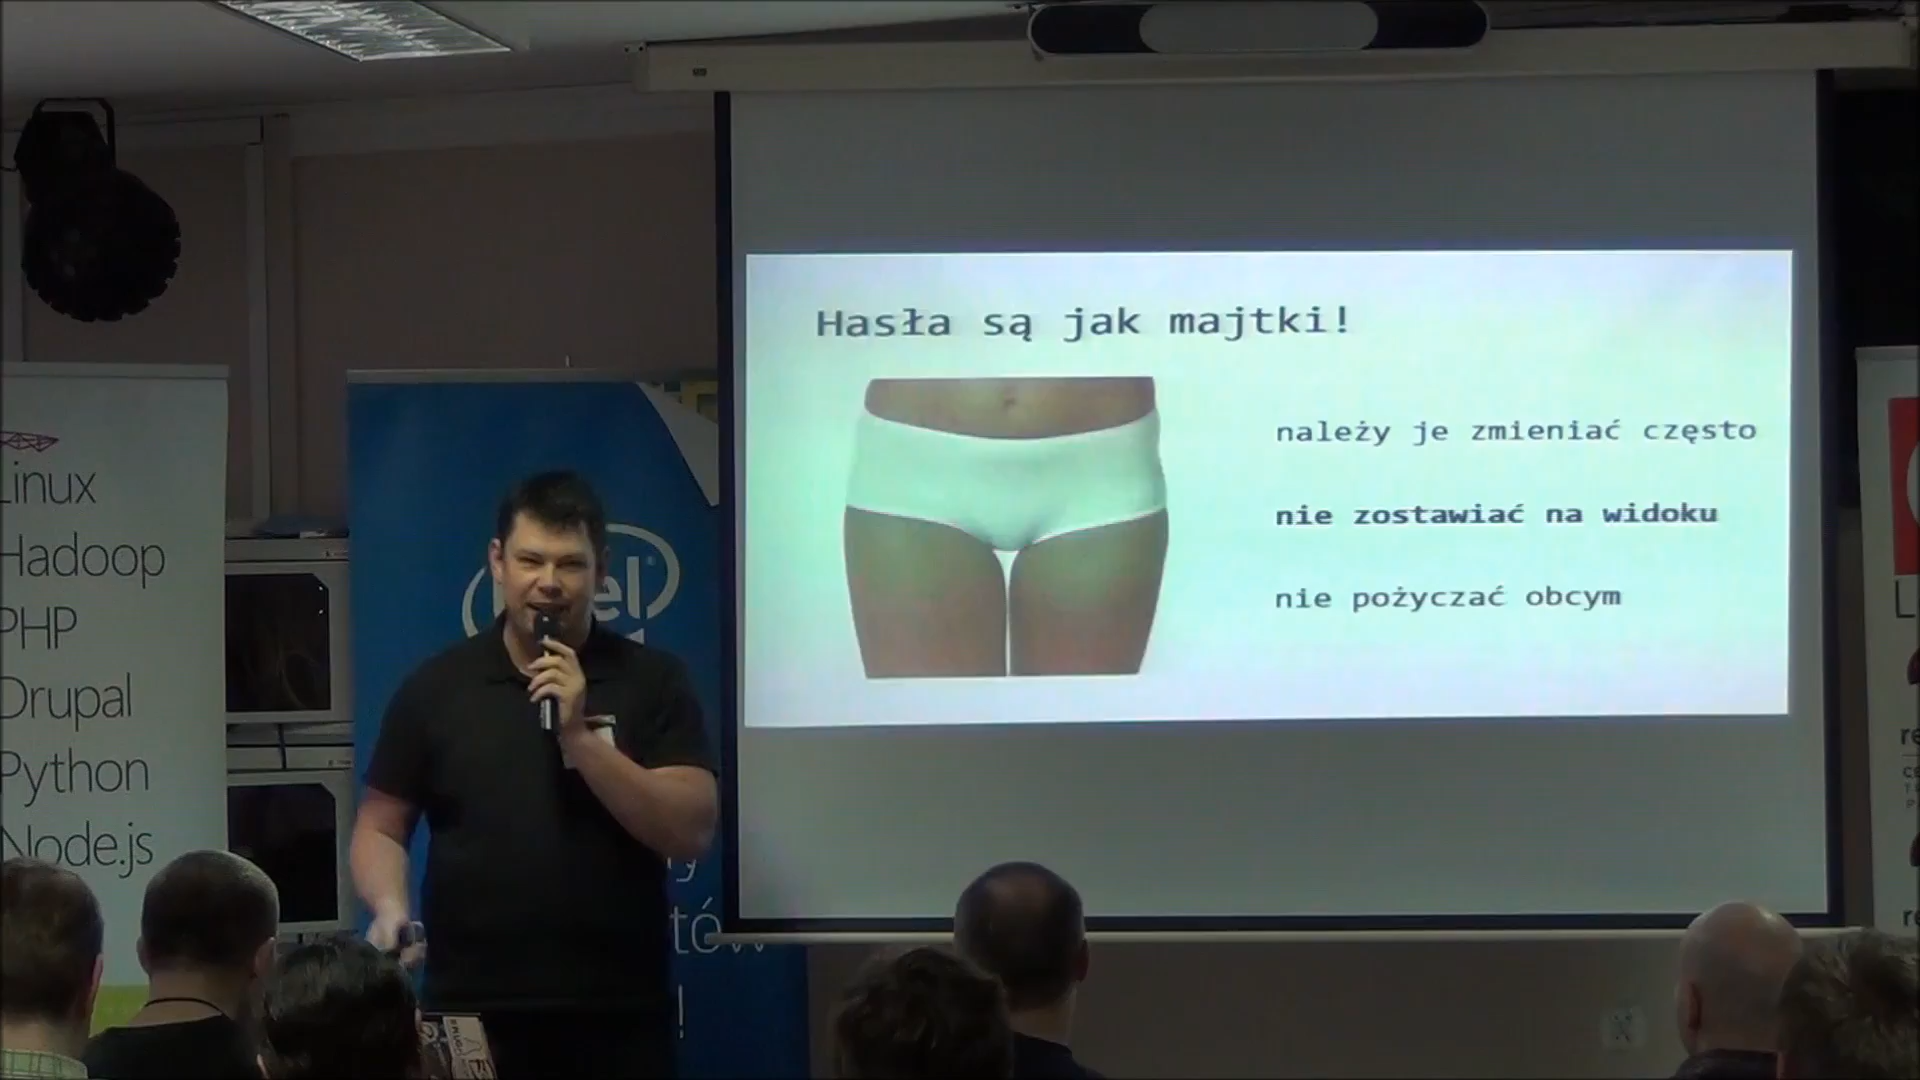 Hasła są jak majtki!
należy je zmieniać często
nie zostawiać na widoku
nie pożyczać obcym
Linux
Hadoop
PHP
Drupal
Python
Node.js